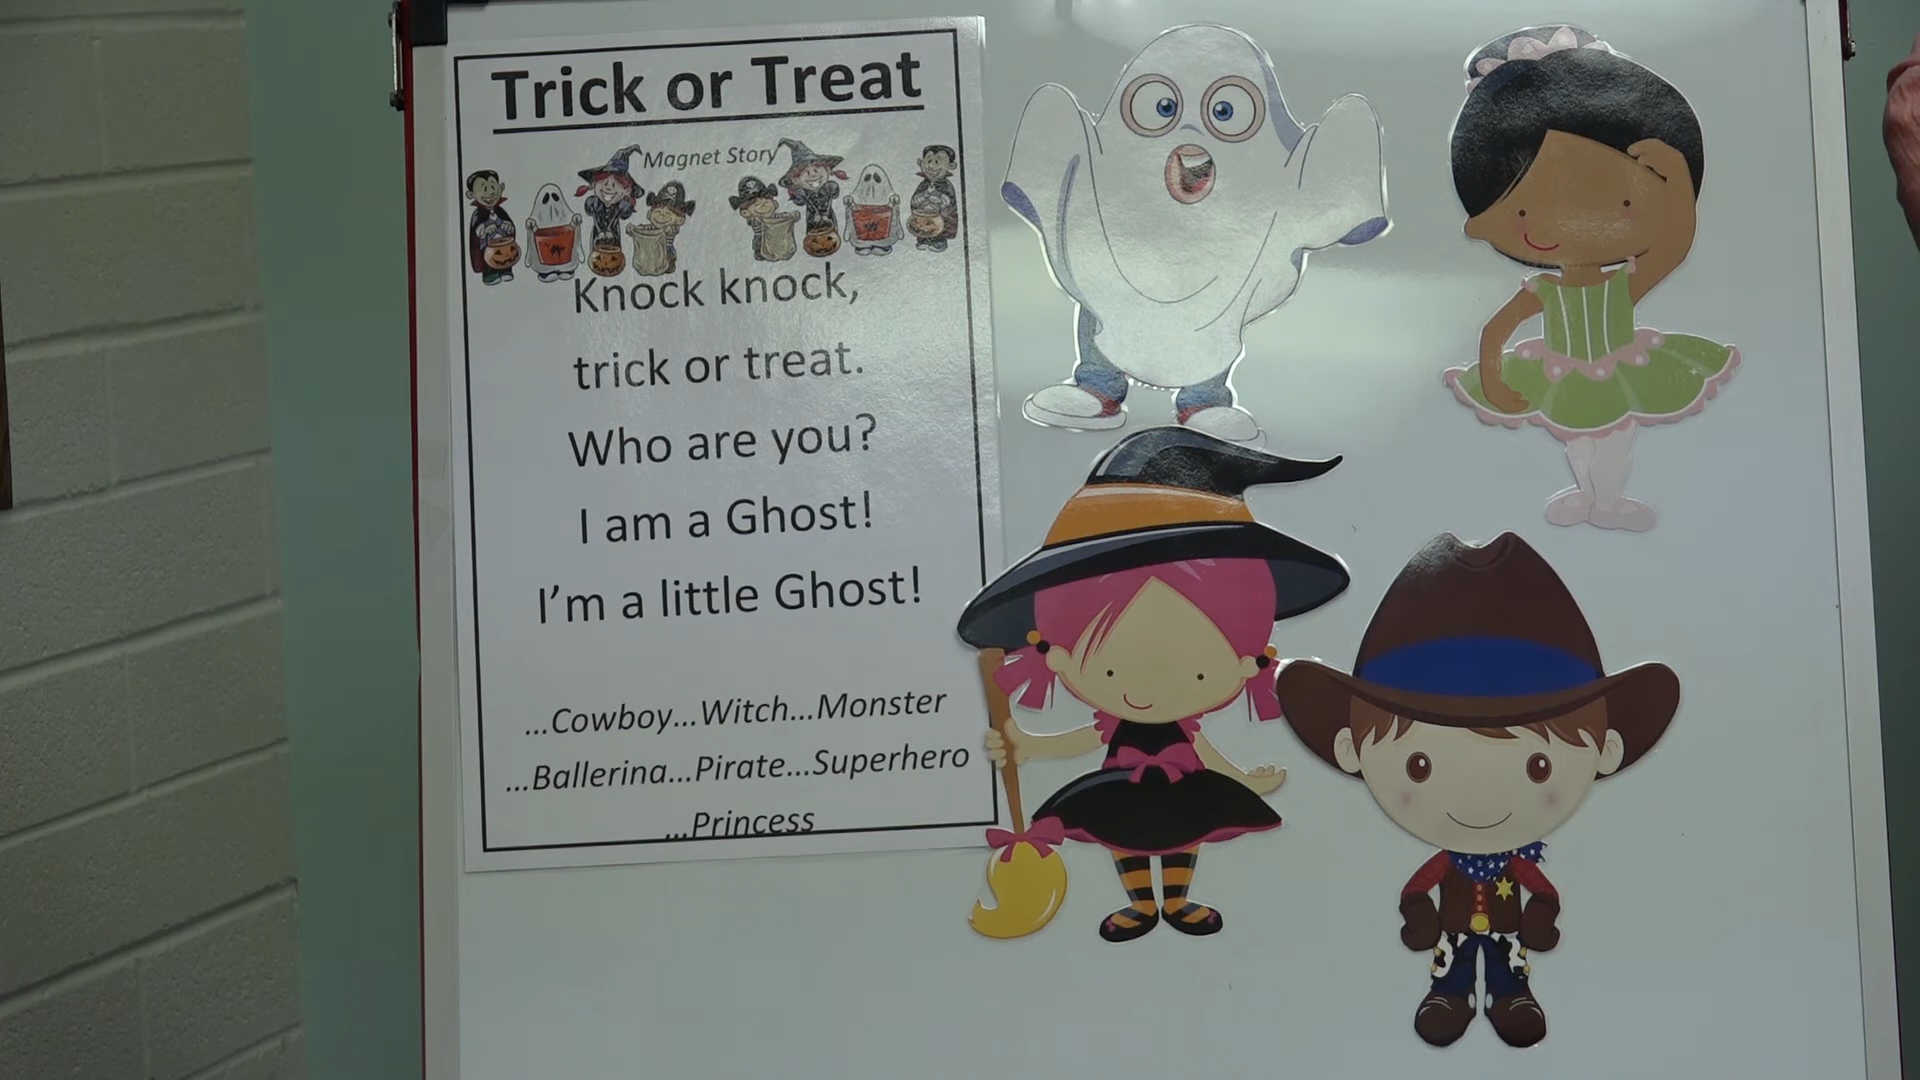 Trick or Treat
Magnet Story
Knock knock,
trick or treat.
Who are you?
I am a Ghost!
I'm a little Ghost!
...Cowboy...Witch...Monster
...Ballerina...Pirate...Superhero
...Princess